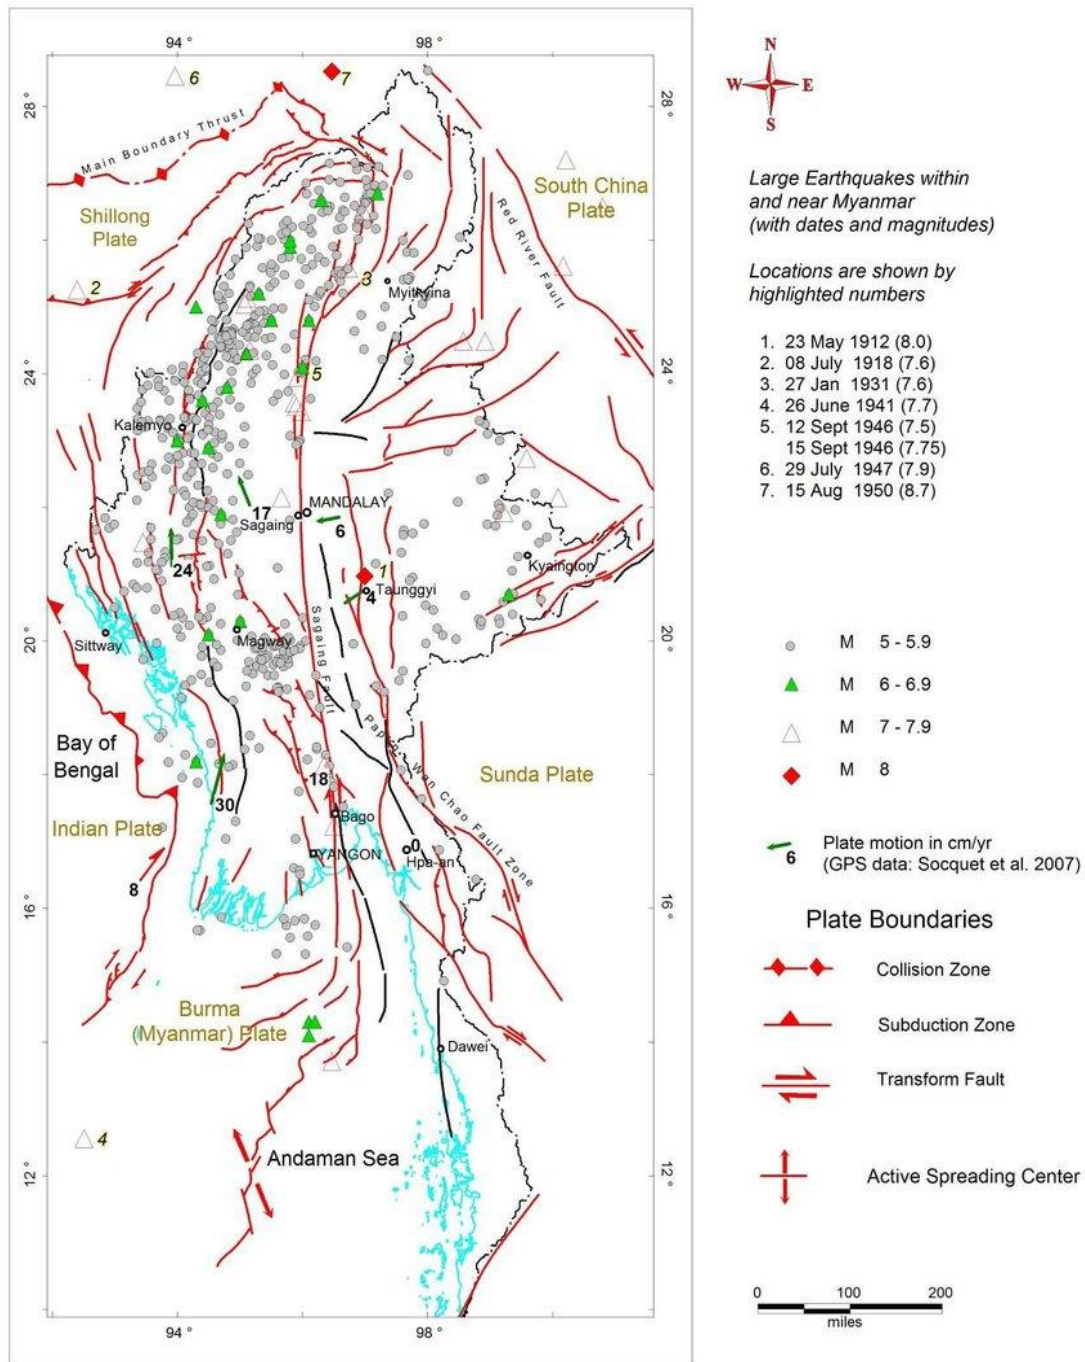 94 °
98 °
28 °
28 °
24 °
24 °
20 °
20 °
16 °
16 °
12 °
12 °
94 °
98 °
6
7
Main Boundary Thrust
Shillong
Plate
South China
Plate
Red River Fault
2
3
Myitkyina
5
Kalemyo
17
MANDALAY
Sagaing
6
24
1
Taunggyi
4
Kyaington
Sittway
Magway
Sagaing Fault
Papun - Wan Chao Fault Zone
Bay of
Bengal
Sunda Plate
18
30
Bago
Indian Plate
YANGON
0
Hpa-an
8
Burma
(Myanmar) Plate
Dawei
4
Andaman Sea
N
W E
S
Large Earthquakes within
and near Myanmar
(with dates and magnitudes)
Locations are shown by
highlighted numbers
1. 23 May 1912 (8.0)
2. 08 July 1918 (7.6)
3. 27 Jan 1931 (7.6)
4. 26 June 1941 (7.7)
5. 12 Sept 1946 (7.5)
15 Sept 1946 (7.75)
6. 29 July 1947 (7.9)
7. 15 Aug 1950 (8.7)
M 5 - 5.9
M 6 - 6.9
M 7 - 7.9
M 8
6
Plate motion in cm/yr
(GPS data: Socquet et al. 2007)
Plate Boundaries
Collision Zone
Subduction Zone
Transform Fault
Active Spreading Center
0 100 200
miles